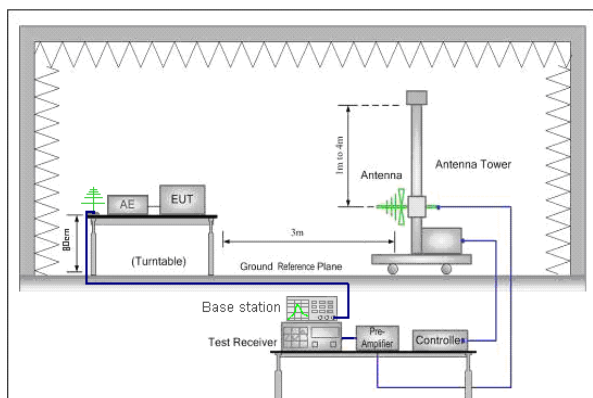 1m to 4m
Antenna
Antenna Tower
AE
EUT
80cm
3m
(Turntable)
Ground Reference Plane
Base station
Test Receiver
Pre-
Amplifier
Controller